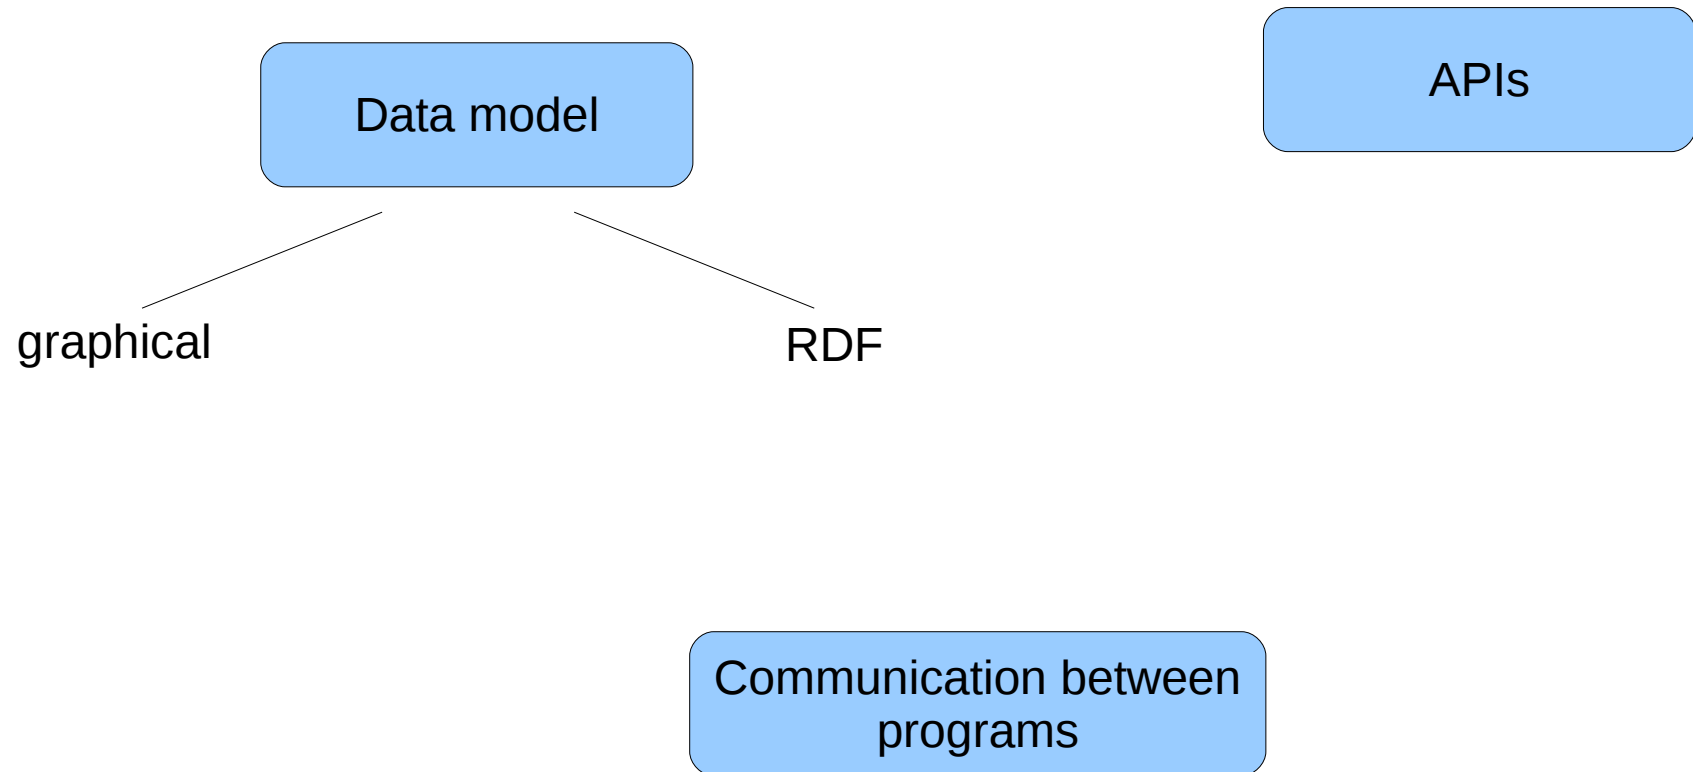 Data model
APIs
graphical
RDF
Communication between
programs